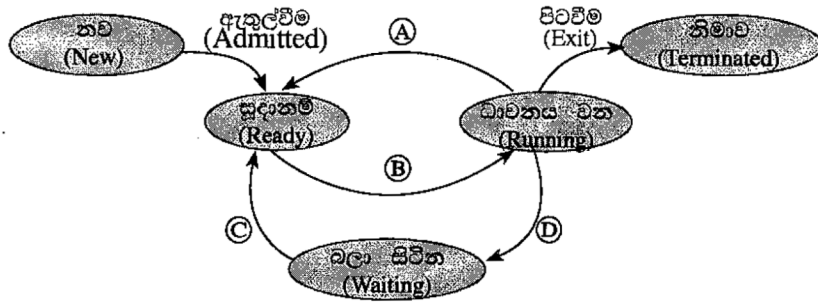 නව
(New)
ඇතුල්වීම
(Admitted)
A
පිටවීම
(Exit)
නිමාව
(Terminated)
සූදානම්
(Ready)
ධාවනය වන
(Running)
B
C
D
බලා සිටින
(Waiting)